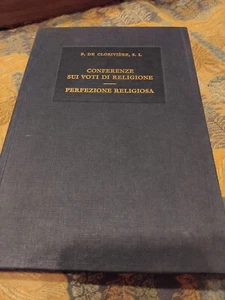 P. DE CLORIVIÈRE, S. I.
CONFERENZE
SUI VOTI DI RELIGIONE
PERFEZIONE RELIGIOSA